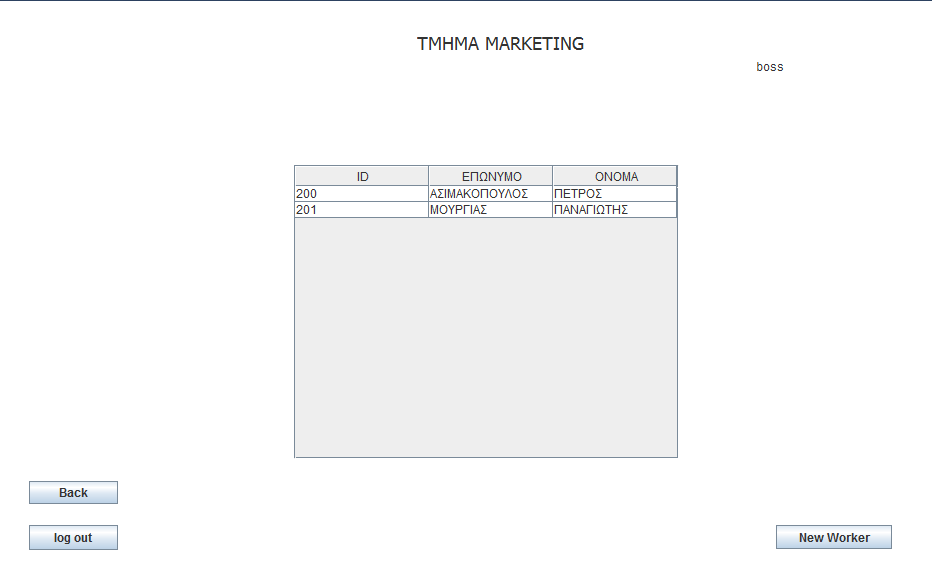 ΤΜΗΜΑ MARKETING
boss
ID ΕΠΩΝΥΜΟ ΟΝΟΜΑ
200 ΑΣΙΜΑΚΟΠΟΥΛΟΣ ΠΕΤΡΟΣ
201 ΜΟΥΡΓΙΑΣ ΠΑΝΑΓΙΩΤΗΣ
Back
log out
New Worker